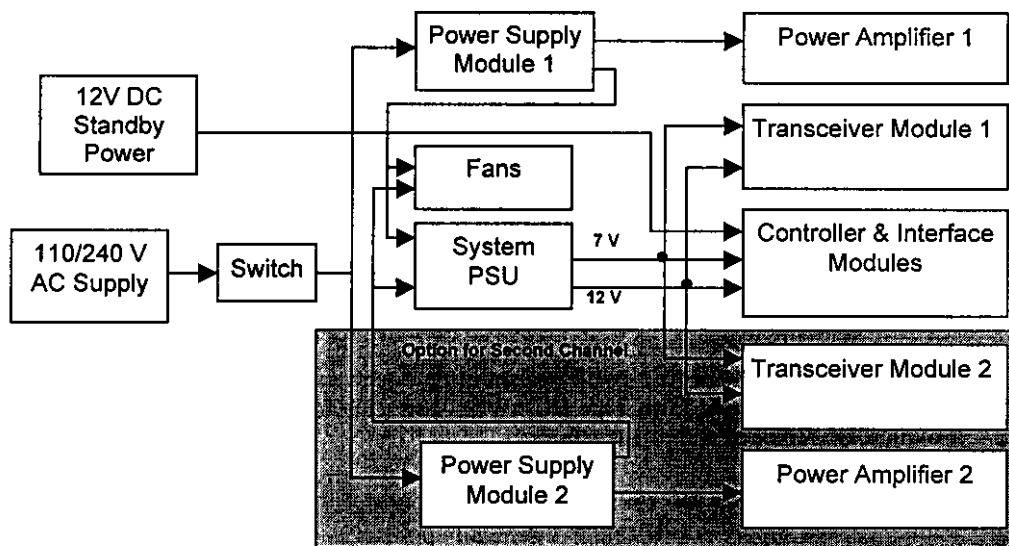 Power Supply
Module 1
Power Amplifier 1
12V DC
Standby
Power
Transceiver Module 1
Fans
110/240 V
AC Supply
Switch
System
PSU
7 V
12 V
Controller & Interface
Modules
Option for Second Channel
Transceiver Module 2
Power Supply
Module 2
Power Amplifier 2